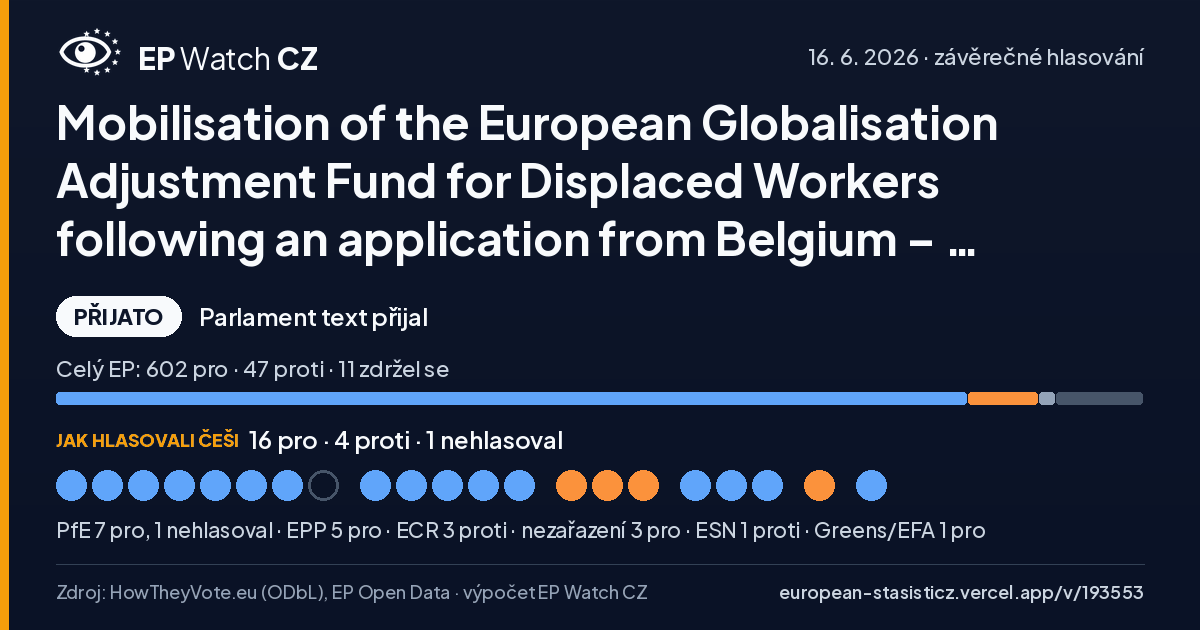 EP Watch CZ
16. 6. 2026 · závěrečné hlasování
Mobilisation of the European Globalisation
Adjustment Fund for Displaced Workers
following an application from Belgium – …
PŘIJATO Parlament text přijal
Celý EP: 602 pro · 47 proti · 11 zdržel se
JAK HLASOVALI ČEŠI 16 pro · 4 proti · 1 nehlasoval
PfE 7 pro, 1 nehlasoval · EPP 5 pro · ECR 3 proti · nezařazení 3 pro · ESN 1 proti · Greens/EFA 1 pro
Zdroj: HowTheyVote.eu (ODbL), EP Open Data · výpočet EP Watch CZ
european-stasisticz.vercel.app/v/193553